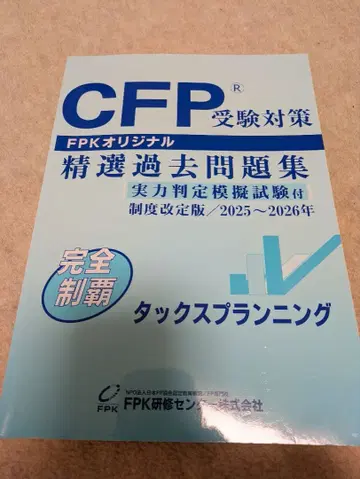 CFP®
受験対策
FPKオリジナル
精選過去問題集
実力判定模擬試験付
制度改定版/2025〜2026年
完全
制覇
タックスプランニング
FPK
FPK研修センター株式会社